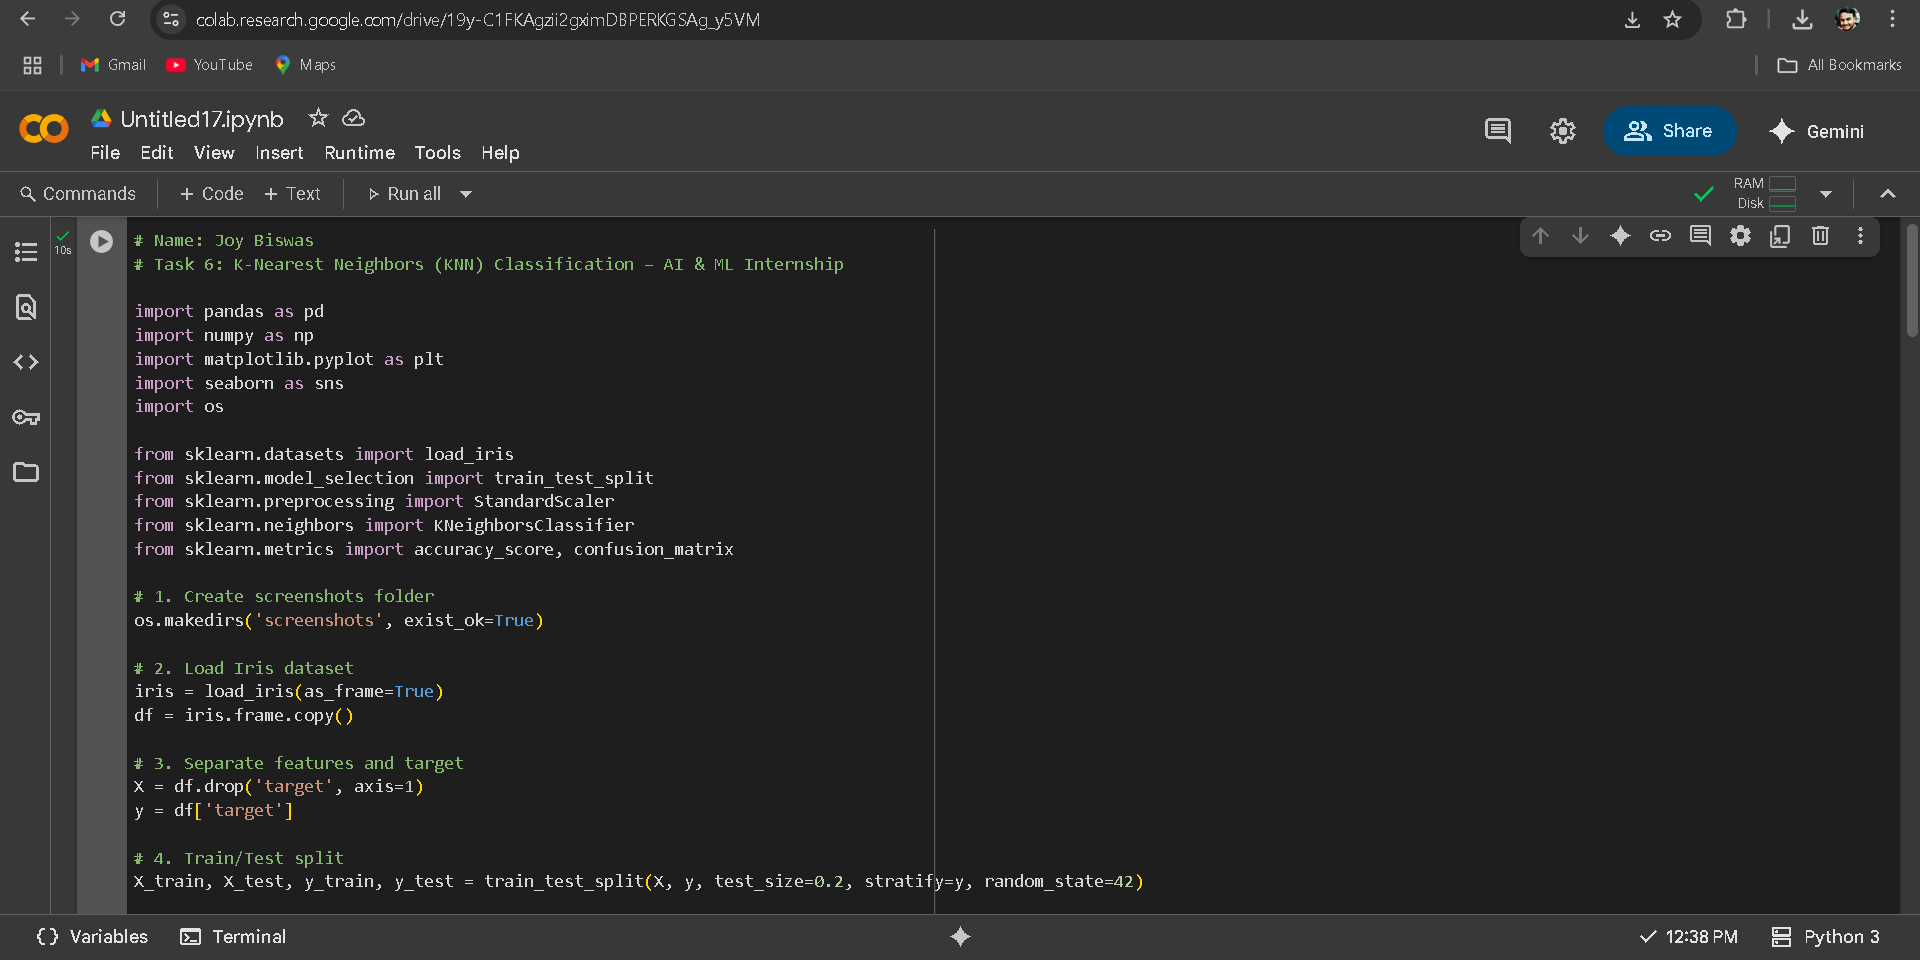 colab.research.google.com/drive/19y-C1FKAgzii2gximDBPERKGSAg_y5VM
Gmail YouTube Maps All Bookmarks
Untitled17.ipynb
Share Gemini
File Edit View Insert Runtime Tools Help
Commands + Code + Text Run all
RAM
Disk
10s
# Name: Joy Biswas
# Task 6: K-Nearest Neighbors (KNN) Classification – AI & ML Internship
import pandas as pd
import numpy as np
import matplotlib.pyplot as plt
import seaborn as sns
import os
from sklearn.datasets import load_iris
from sklearn.model_selection import train_test_split
from sklearn.preprocessing import StandardScaler
from sklearn.neighbors import KNeighborsClassifier
from sklearn.metrics import accuracy_score, confusion_matrix
# 1. Create screenshots folder
os.makedirs('screenshots', exist_ok=True)
# 2. Load Iris dataset
iris = load_iris(as_frame=True)
df = iris.frame.copy()
# 3. Separate features and target
X = df.drop('target', axis=1)
y = df['target']
# 4. Train/Test split
X_train, X_test, y_train, y_test = train_test_split(X, y, test_size=0.2, stratify=y, random_state=42)
{} Variables Terminal 12:38 PM Python 3